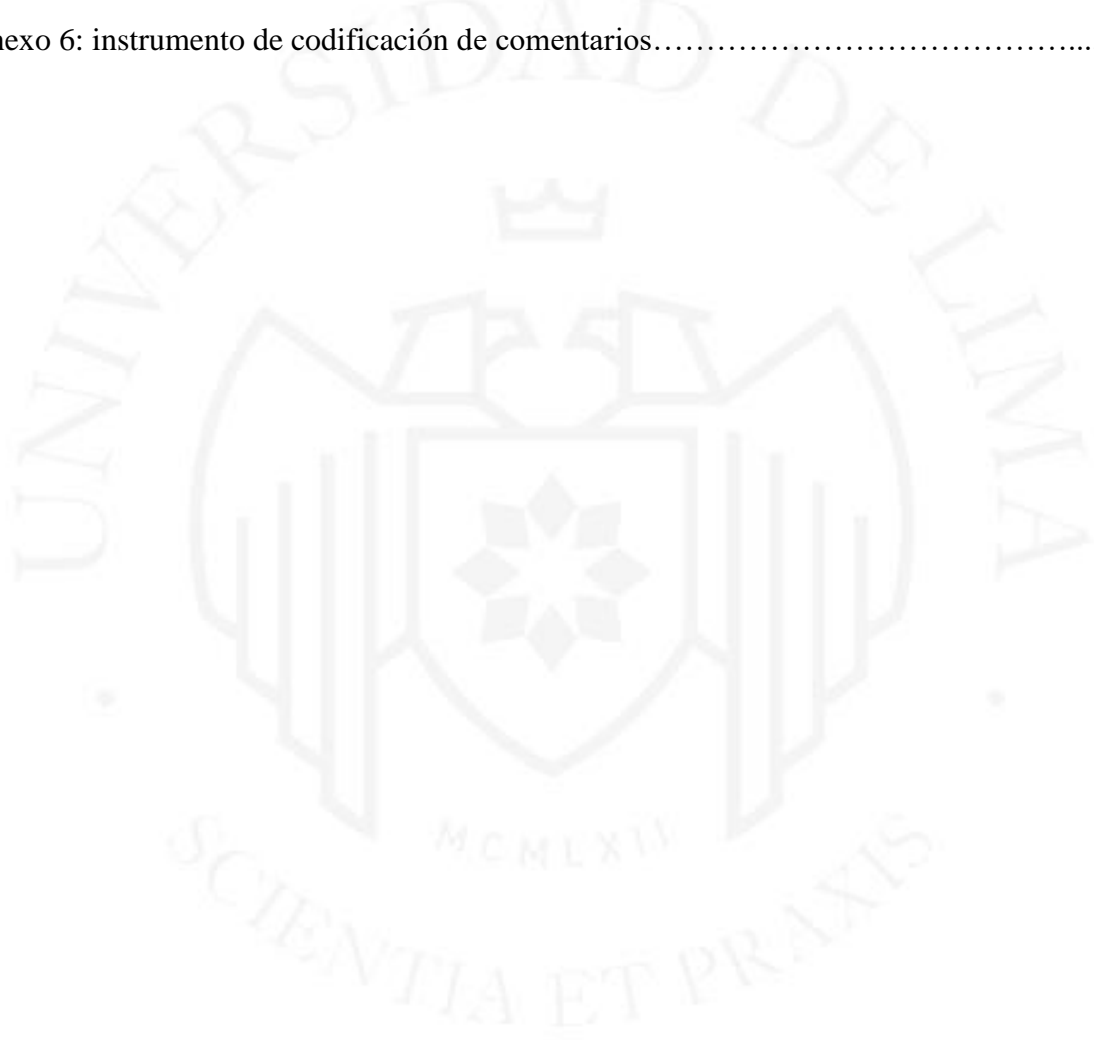 nexo 6: instrumento de codificación de comentarios…………………………………...
UNIVERSIDAD DE LIMA
MCMLXII
SCIENTIA ET PRAXIS